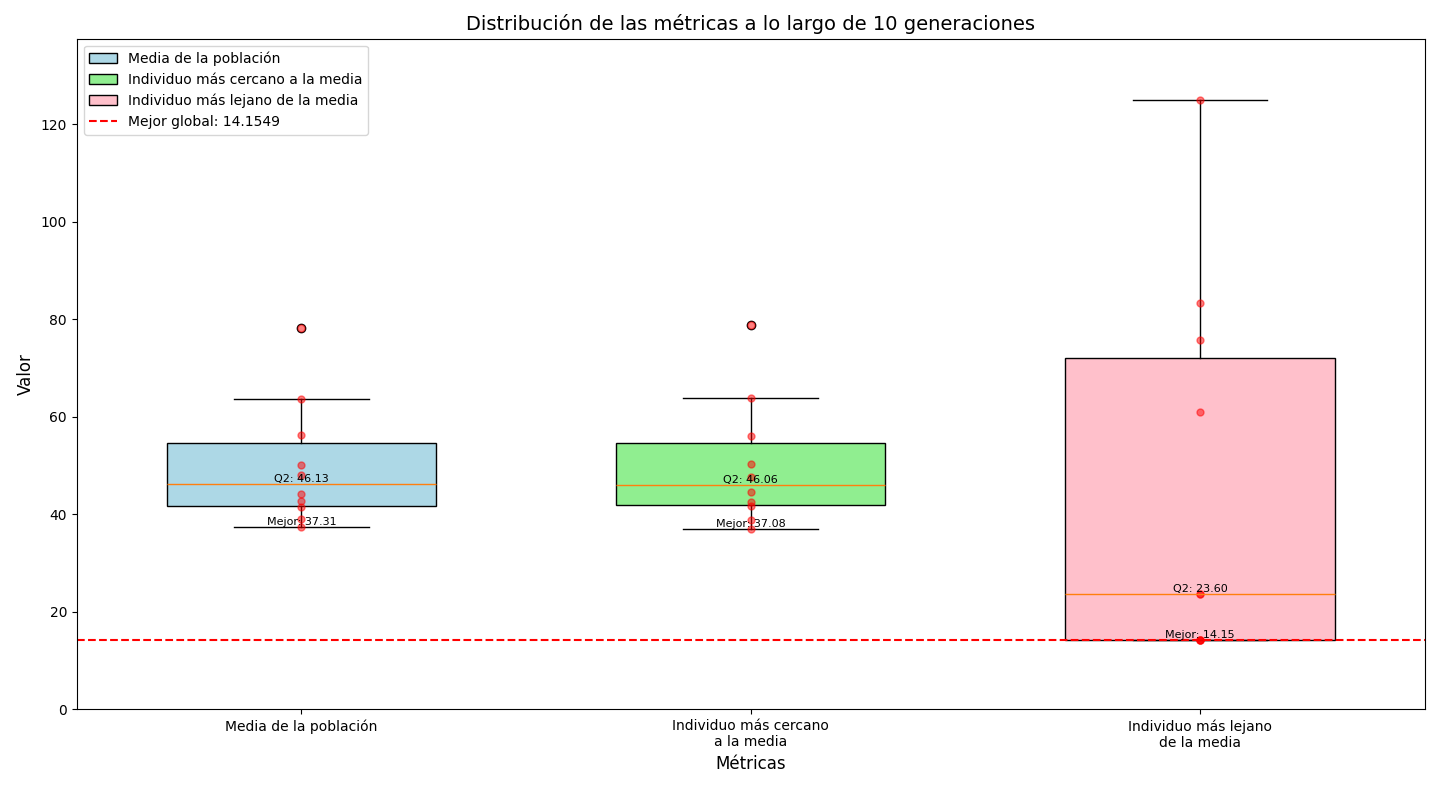 Distribución de las métricas a lo largo de 10 generaciones
Media de la población
Individuo más cercano a la media
Individuo más lejano de la media
Mejor global: 14.1549
Valor
120
100
80
60
40
20
0
Q2: 46.13
Mejor: 37.31
Q2: 46.06
Mejor: 37.08
Q2: 23.60
Mejor: 14.15
Media de la población
Individuo más cercano
a la media
Individuo más lejano
de la media
Métricas